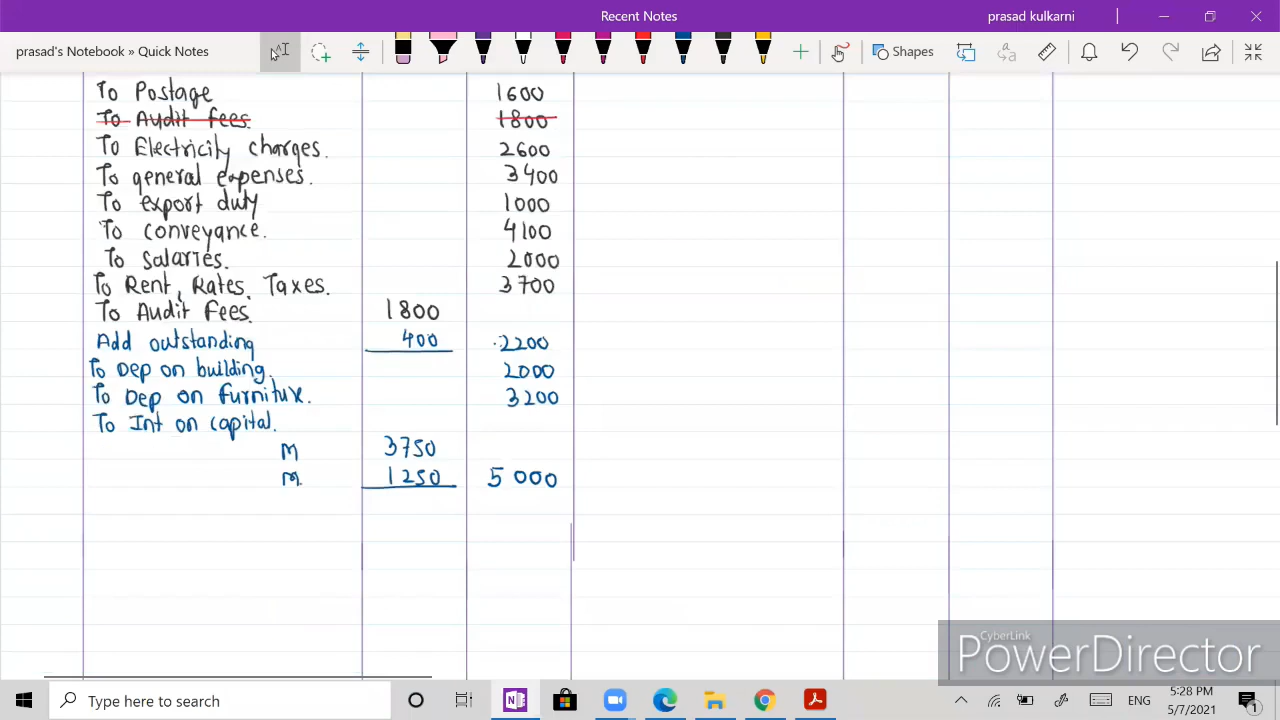 Recent Notes
prasad kulkarni
prasad's Notebook » Quick Notes
Shapes
To Postage 1600
To Audit fees. 1800
To Electricity charges. 2600
To general expenses. 3400
To export duty 1000
To conveyance. 4100
To Salaries. 2000
To Rent, Rates, Taxes. 3700
To Audit Fees. 1800
Add outstanding 400 2200
To Dep on building. 2000
To Dep on furniture. 3200
To Int on capital.
M 3750
M. 1250 5000
CyberLink
PowerDirector
Type here to search
ENG
5:28 PM
5/7/2021
1